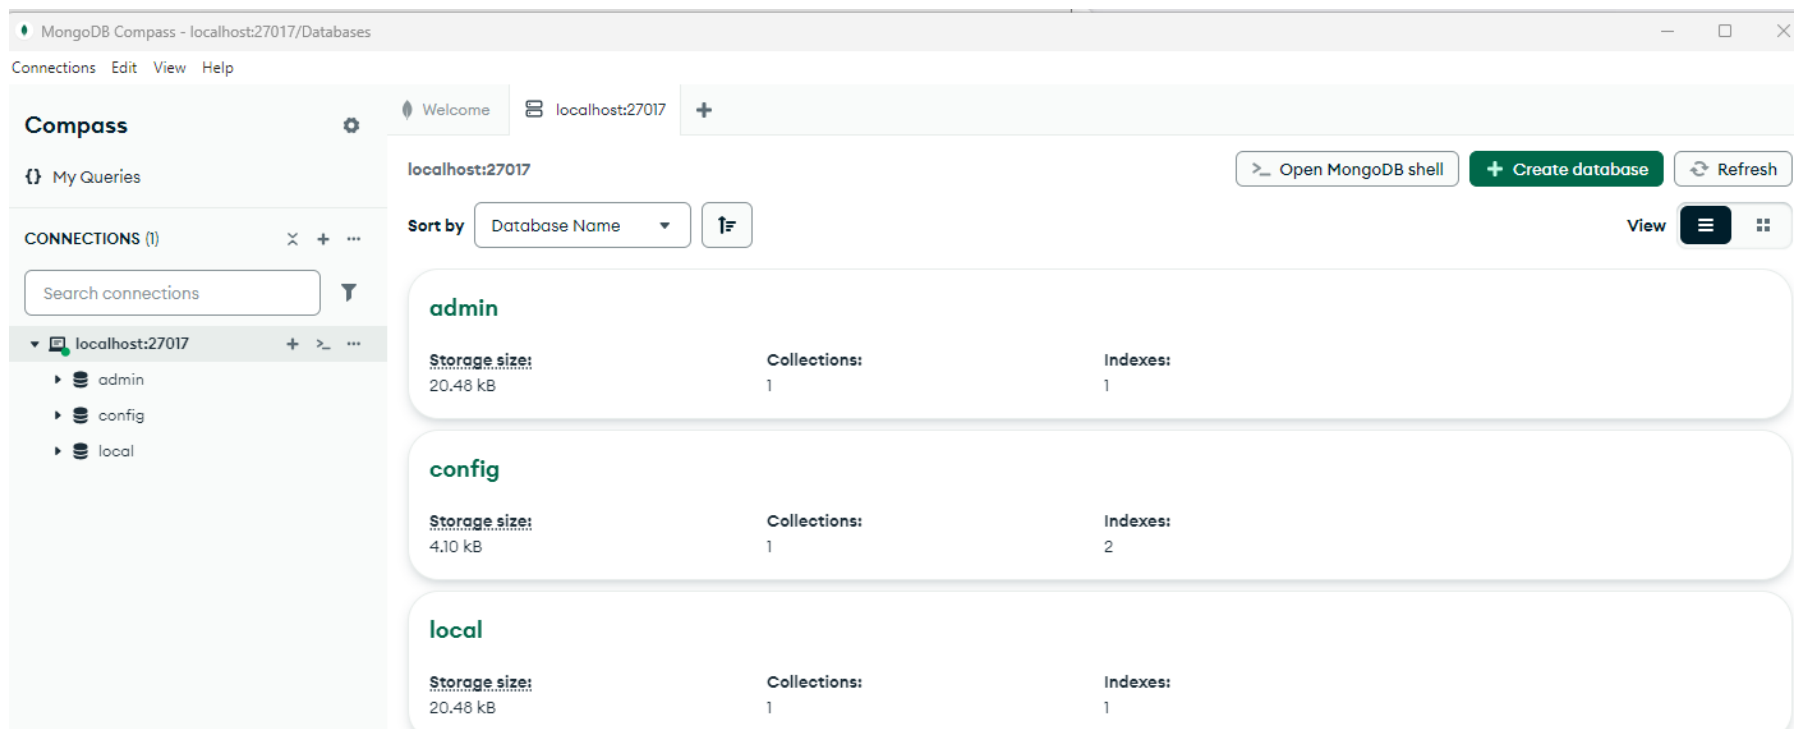 MongoDB Compass - localhost:27017/Databases
Connections Edit View Help
Compass
{} My Queries
CONNECTIONS (1)
Search connections
localhost:27017
admin
config
local
Welcome
localhost:27017
localhost:27017
>_ Open MongoDB shell
+ Create database
Refresh
Sort by Database Name
View
admin
Storage size: Collections: Indexes:
20.48 kB 1 1
config
Storage size: Collections: Indexes:
4.10 kB 1 2
local
Storage size: Collections: Indexes:
20.48 kB 1 1